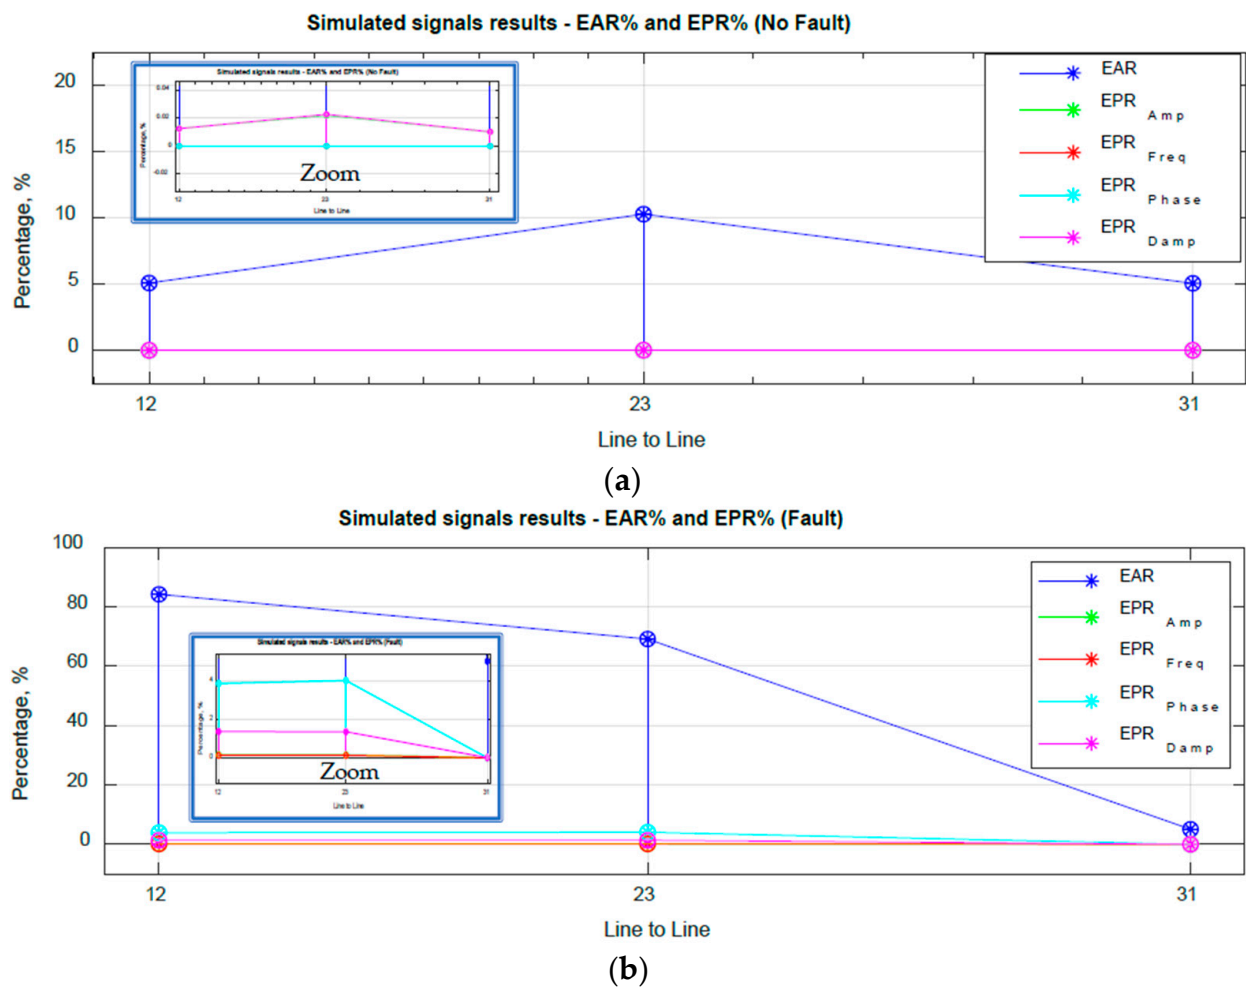 Simulated signals results - EAR% and EPR% (No Fault)
Percentage, %
20
15
10
5
0
12
23
31
Line to Line
EAR
EPR Amp
EPR Freq
EPR Phase
EPR Damp
Simulated signals results - EAR% and EPR% (No Fault)
Percentage, %
0.04
0.02
0
-0.02
Zoom
12
23
31
Line to Line
(a)
Simulated signals results - EAR% and EPR% (Fault)
Percentage, %
100
80
60
40
20
0
12
23
31
Line to Line
EAR
EPR Amp
EPR Freq
EPR Phase
EPR Damp
Simulated signals results - EAR% and EPR% (Fault)
Percentage, %
4
2
0
Zoom
12
23
31
Line to Line
(b)